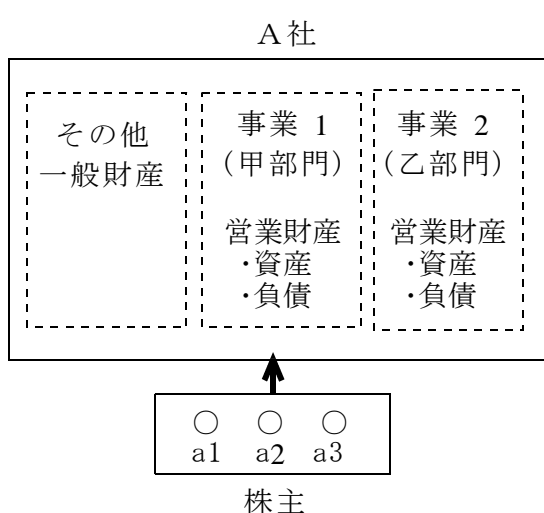 A社
その他
一般財産
事業 1
(甲部門)
営業財産
・資産
・負債
事業 2
(乙部門)
営業財産
・資産
・負債
a1 a2 a3
株主